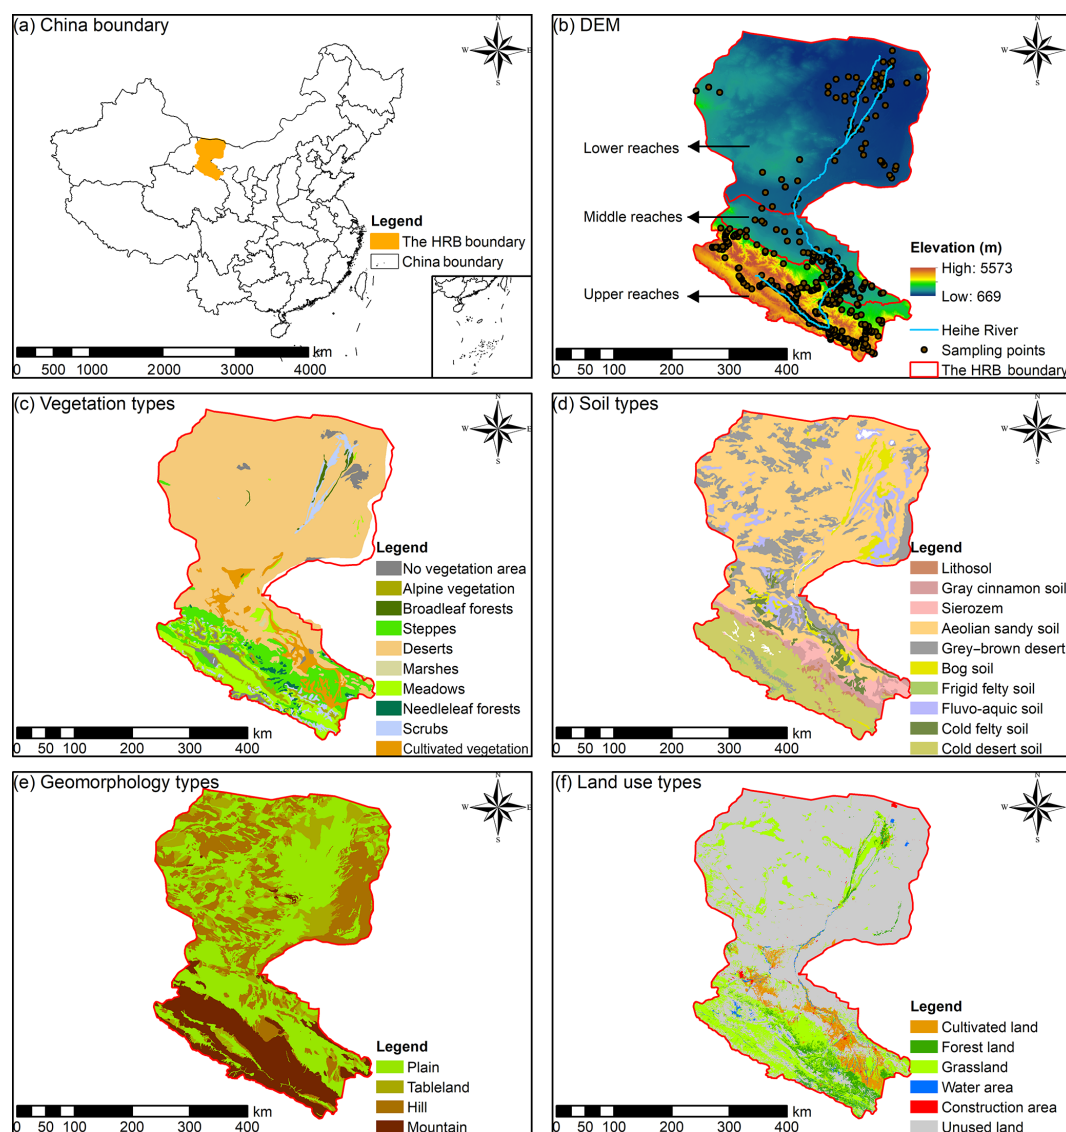 (a) China boundary
N
W
E
S
Legend
The HRB boundary
China boundary
0 500 1000 2000 3000 4000
km
(b) DEM
N
W
E
S
Lower reaches
Middle reaches
Upper reaches
Elevation (m)
High: 5573
Low: 669
Heihe River
Sampling points
The HRB boundary
km
0 50 100 200 300 400
(c) Vegetation types
N
W
E
S
Legend
No vegetation area
Alpine vegetation
Broadleaf forests
Steppes
Deserts
Marshes
Meadows
Needleleaf forests
Scrubs
Cultivated vegetation
km
0 50 100 200 300 400
(d) Soil types
N
W
E
S
Legend
Lithosol
Gray cinnamon soil
Sierozem
Aeolian sandy soil
Grey–brown desert
Bog soil
Frigid felty soil
Fluvo-aquic soil
Cold felty soil
Cold desert soil
km
0 50 100 200 300 400
(e) Geomorphology types
N
W
E
S
Legend
Plain
Tableland
Hill
Mountain
km
0 50 100 200 300 400
(f) Land use types
N
W
E
S
Legend
Cultivated land
Forest land
Grassland
Water area
Construction area
Unused land
km
0 50 100 200 300 400